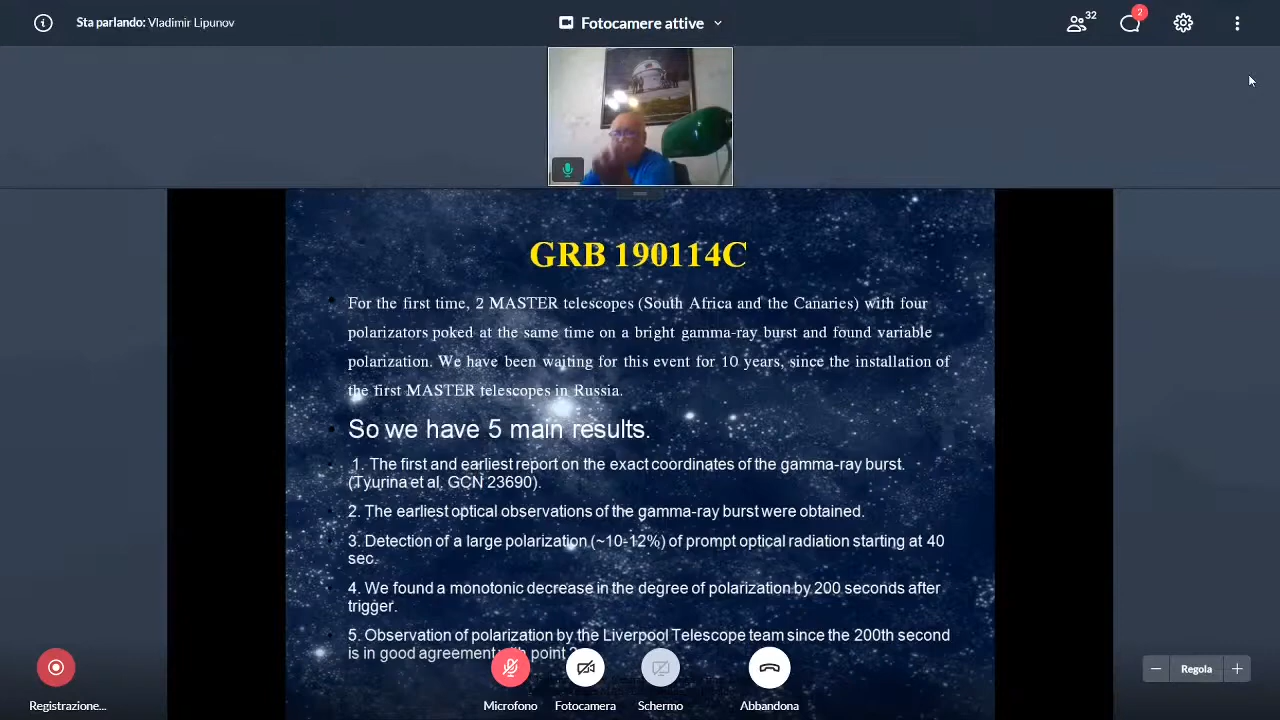 Sta parlando: Vladimir Lipunov
Fotocamere attive
32
2
GRB 190114C
For the first time, 2 MASTER telescopes (South Africa and the Canaries) with four
polarizators poked at the same time on a bright gamma-ray burst and found variable
polarization. We have been waiting for this event for 10 years, since the installation of
the first MASTER telescopes in Russia.
So we have 5 main results.
1. The first and earliest report on the exact coordinates of the gamma-ray burst.
(Tyurina et al. GCN 23690).
2. The earliest optical observations of the gamma-ray burst were obtained.
3. Detection of a large polarization (~10-12%) of prompt optical radiation starting at 40
sec.
4. We found a monotonic decrease in the degree of polarization by 200 seconds after
trigger.
5. Observation of polarization by the Liverpool Telescope team since the 200th second
is in good agreement with point
Registrazione...
Microfono
Fotocamera
Schermo
Abbandona
Regola